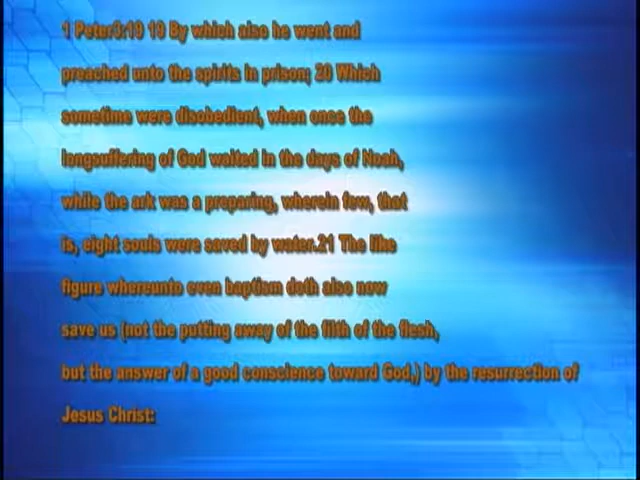 1 Peter3:19 19 By which also he went and
preached unto the spirits in prison; 20 Which
sometime were disobedient, when once the
longsuffering of God waited in the days of Noah,
while the ark was a preparing, wherein few, that
is, eight souls were saved by water.21 The like
figure whereunto even baptism doth also now
save us (not the putting away of the filth of the flesh,
but the answer of a good conscience toward God,) by the resurrection of
Jesus Christ: